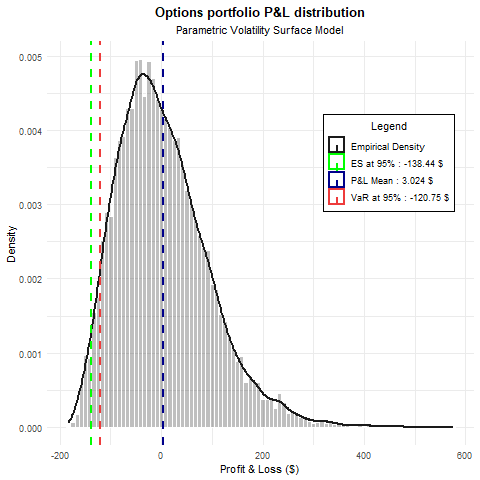 Options portfolio P&L distribution
Parametric Volatility Surface Model
0.005
0.004
0.003
0.002
0.001
0.000
Density
Legend
Empirical Density
ES at 95% : -138.44 $
P&L Mean : 3.024 $
VaR at 95% : -120.75 $
-200
0
200
400
600
Profit & Loss ($)